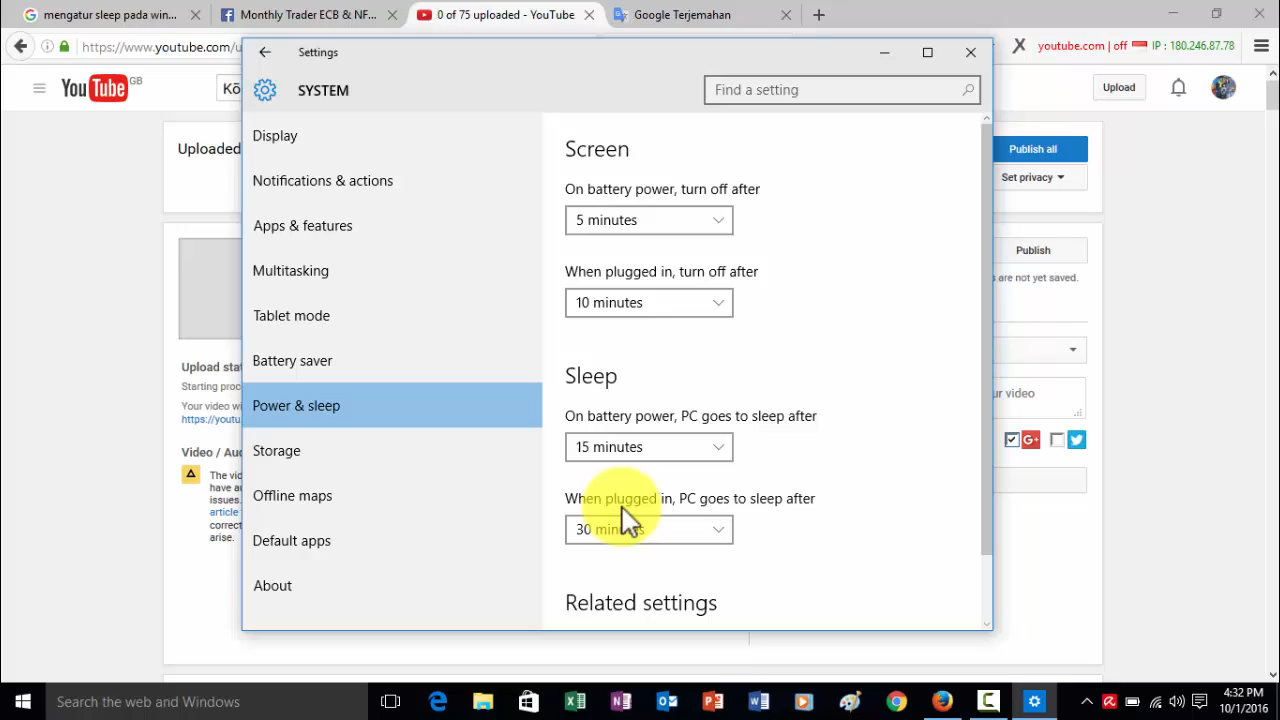 mengatur sleep pada win...
Monthly Trader ECB & NF...
0 of 75 uploaded - YouTube
Google Terjemahan
https://www.youtube.com/u
youtube.com | off
IP : 180.246.87.78
YouTube GB
Kō
Upload
Uploaded
Publish all
Set privacy
Publish
are not yet saved.
ur video
Upload stat
Starting proc
Your video wi
https://youtu.
Video / Aud
The vid
have au
issues.
article
correct
arise.
Settings
SYSTEM
Find a setting
Display
Notifications & actions
Apps & features
Multitasking
Tablet mode
Battery saver
Power & sleep
Storage
Offline maps
Default apps
About
Screen
On battery power, turn off after
5 minutes
When plugged in, turn off after
10 minutes
Sleep
On battery power, PC goes to sleep after
15 minutes
When plugged in, PC goes to sleep after
30 minutes
Related settings
Search the web and Windows
4:32 PM
10/1/2016